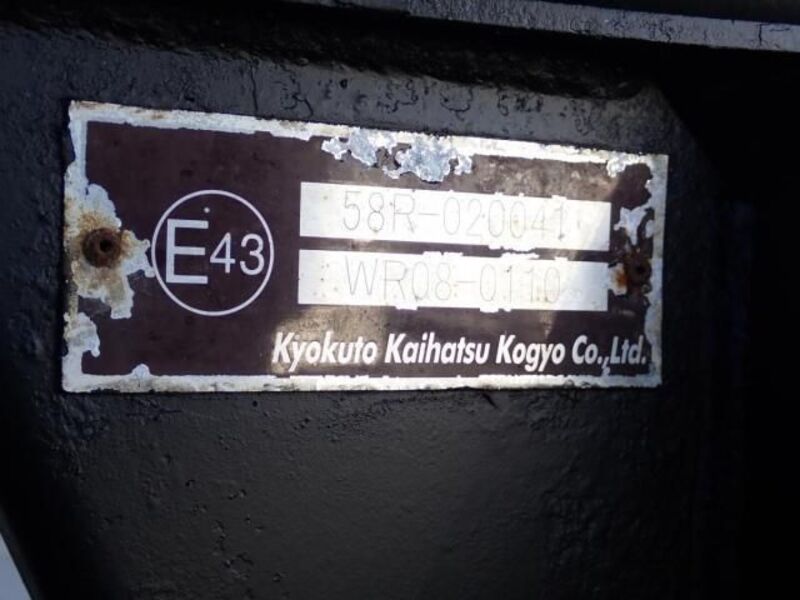 E43
58R-020041
WR08-0110
Kyokuto Kaihatsu Kogyo Co.,Ltd.